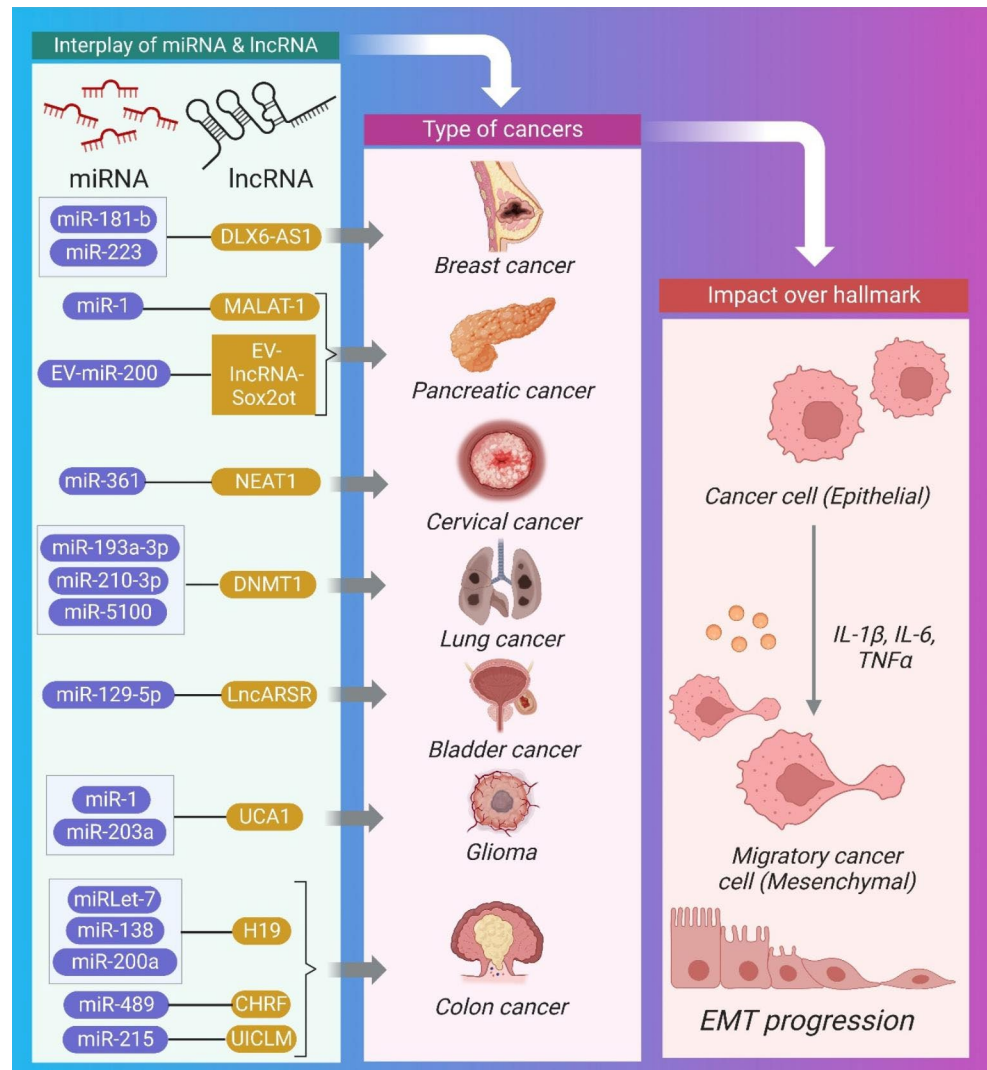 Interplay of miRNA & lncRNA
miRNA
lncRNA
miR-181-b
miR-223
DLX6-AS1
miR-1
MALAT-1
EV-miR-200
EV-
lncRNA-
Sox2ot
miR-361
NEAT1
miR-193a-3p
miR-210-3p
miR-5100
DNMT1
miR-129-5p
LncARSR
miR-1
miR-203a
UCA1
miRLet-7
miR-138
miR-200a
H19
miR-489
CHRF
miR-215
UICLM
Type of cancers
Breast cancer
Pancreatic cancer
Cervical cancer
Lung cancer
Bladder cancer
Glioma
Colon cancer
Impact over hallmark
Cancer cell (Epithelial)
IL-1β, IL-6,
TNFα
Migratory cancer
cell (Mesenchymal)
EMT progression